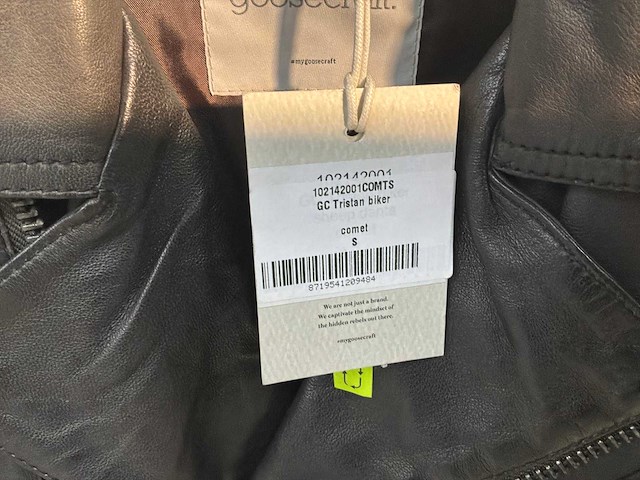 goosecraft.
#mygoosecraft
102142001
102142001COMTS
GC Tristan biker
comet
S
8719541209484
We are not just a brand.
We captivate the mindset of
the hidden rebels out there.
#mygoosecraft